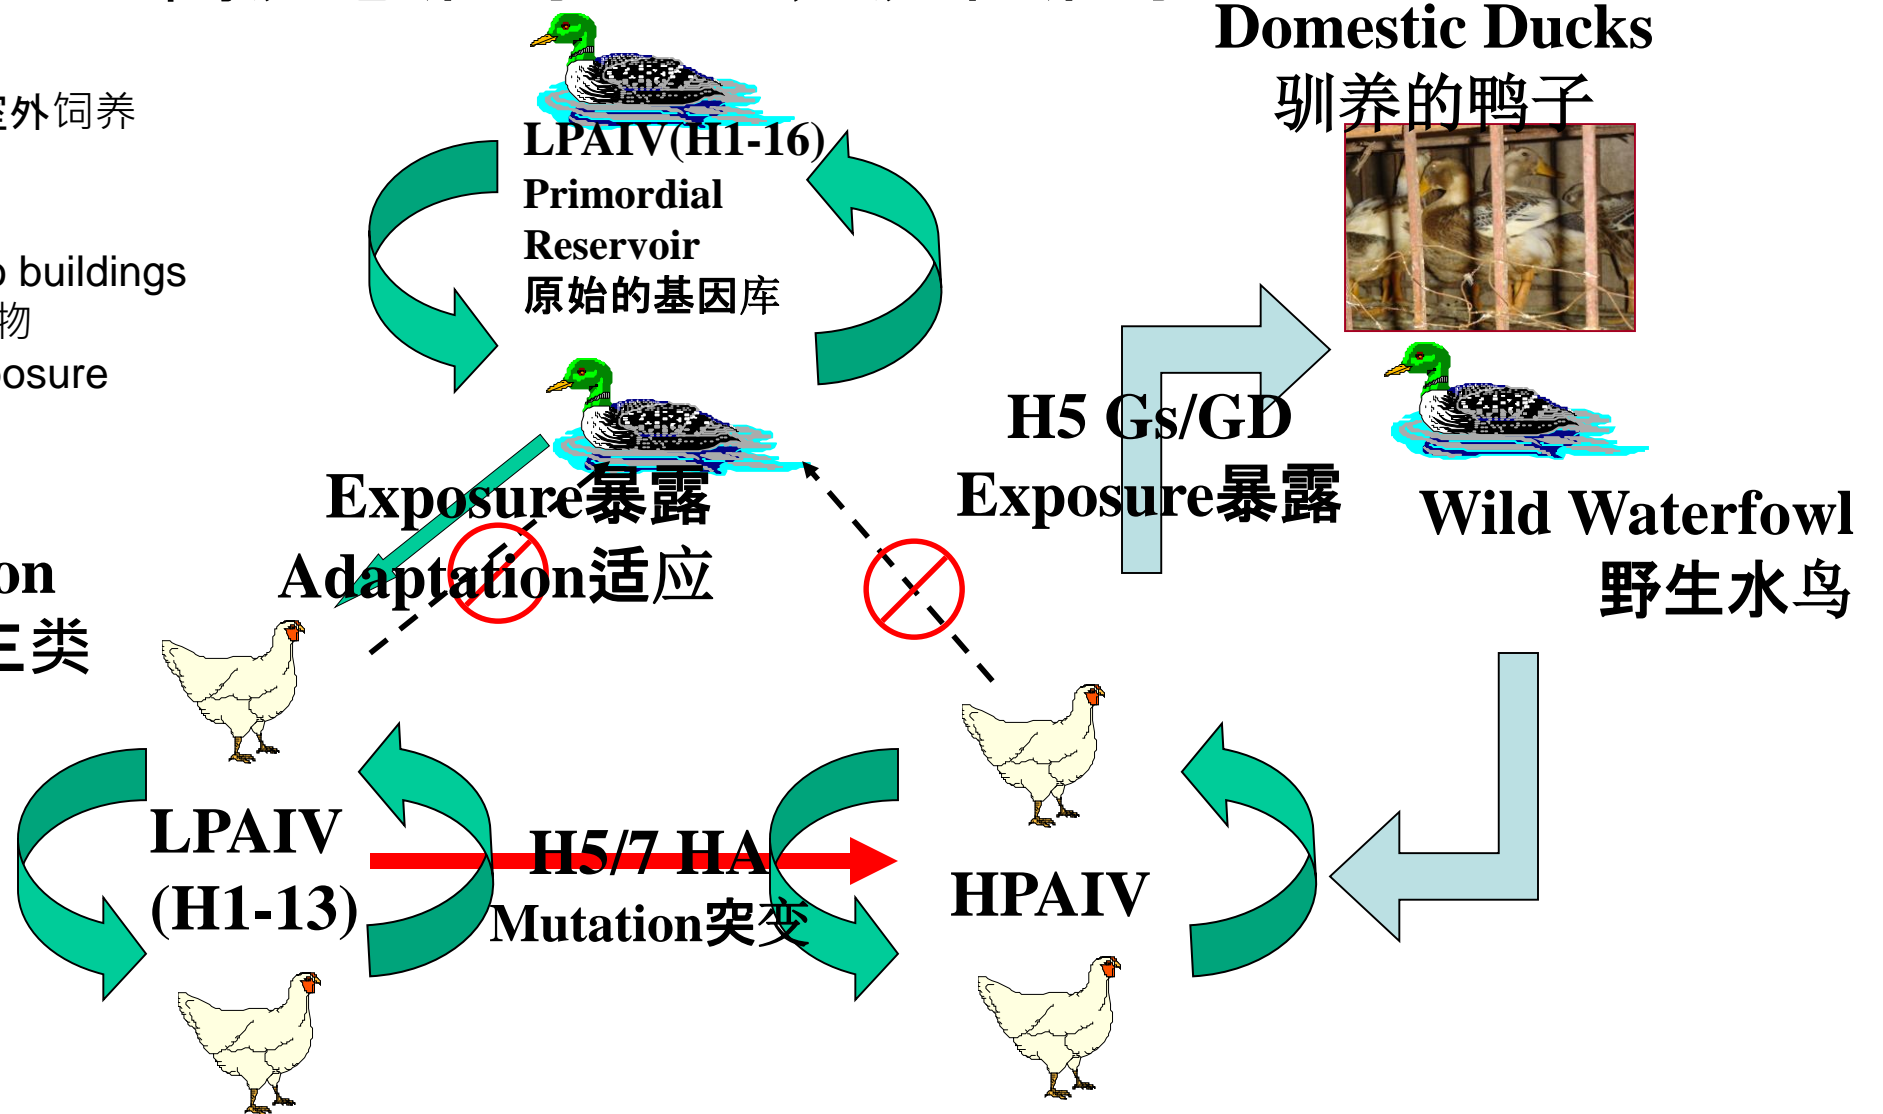 Domestic Ducks
驯养的鸭子
外饲养
LPAIV(H1-16)
Primordial
Reservoir
原始的基因库
buildings
物
H5 Gs/GD
Exposure暴露
Exposure暴露
Adaptation适应
Wild Waterfowl
野生水鸟
类
LPAIV
(H1-13)
H5/7 HA
Mutation突变
HPAIV